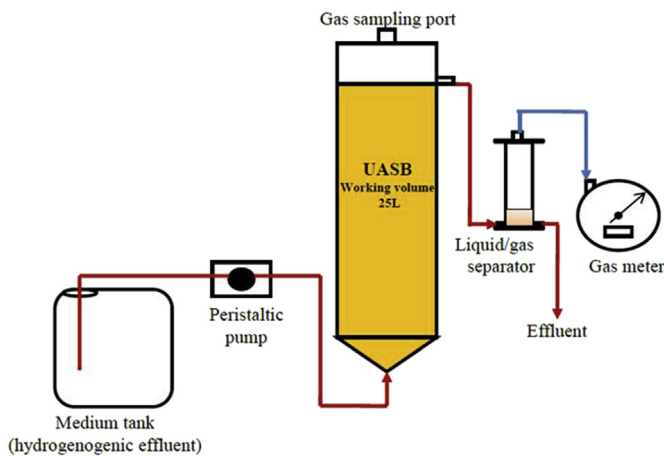 Gas sampling port
UASB
Working volume
25L
Liquid/gas
separator
Gas meter
Peristaltic
pump
Effluent
Medium tank
(hydrogenogenic effluent)